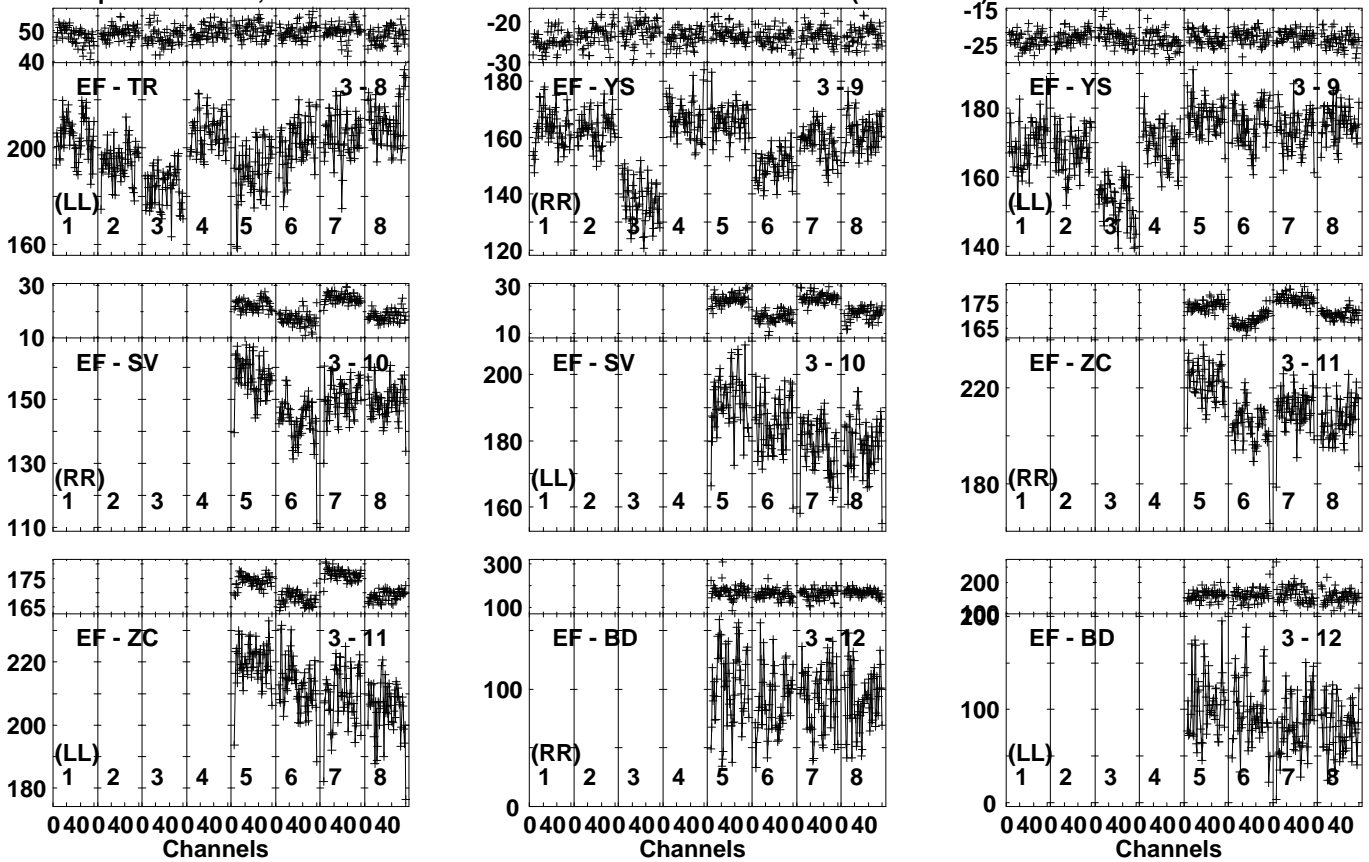 50
40
EF - TR 3 - 8
200
(LL)
1 2 3 4 5 6 7 8
160
-20
-30
180
EF - YS 3 - 9
160
140
(RR)
1 2 3 4 5 6 7 8
120
-15
-25
EF - YS 3 - 9
180
160
(LL)
1 2 3 4 5 6 7 8
140
30
10
EF - SV 3 - 10
150
130
(RR)
1 2 3 4 5 6 7 8
110
30
10
EF - SV 3 - 10
200
180
(LL)
1 2 3 4 5 6 7 8
160
175
165
EF - ZC 3 - 11
220
(RR)
180
1 2 3 4 5 6 7 8
175
165
EF - ZC 3 - 11
220
200
(LL)
1 2 3 4 5 6 7 8
180
0 40 0 40 0 40 0 40 0 40 0 40 0 40 0 40
Channels
300
100
EF - BD 3 - 12
100
(RR)
1 2 3 4 5 6 7 8
0
0 40 0 40 0 40 0 40 0 40 0 40 0 40 0 40
Channels
200
EF - BD 3 - 12
100
(LL)
1 2 3 4 5 6 7 8
0
0 40 0 40 0 40 0 40 0 40 0 40 0 40 0 40
Channels